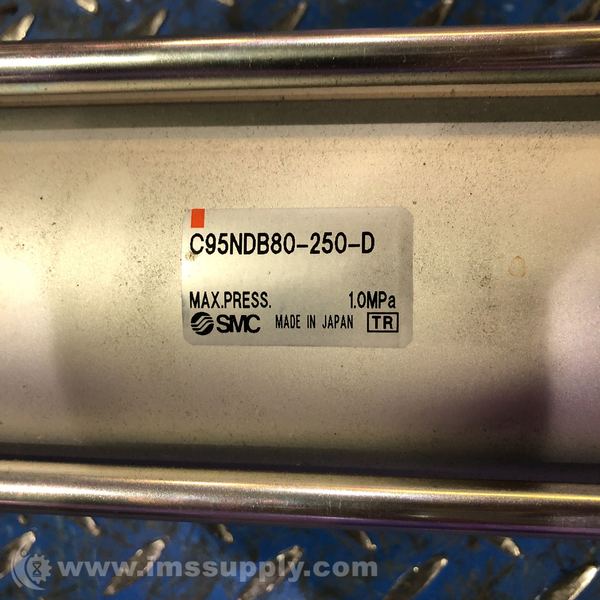 C95NDB80-250-D
MAX.PRESS. 1.0MPa
SMC MADE IN JAPAN TR
www.imssupply.com